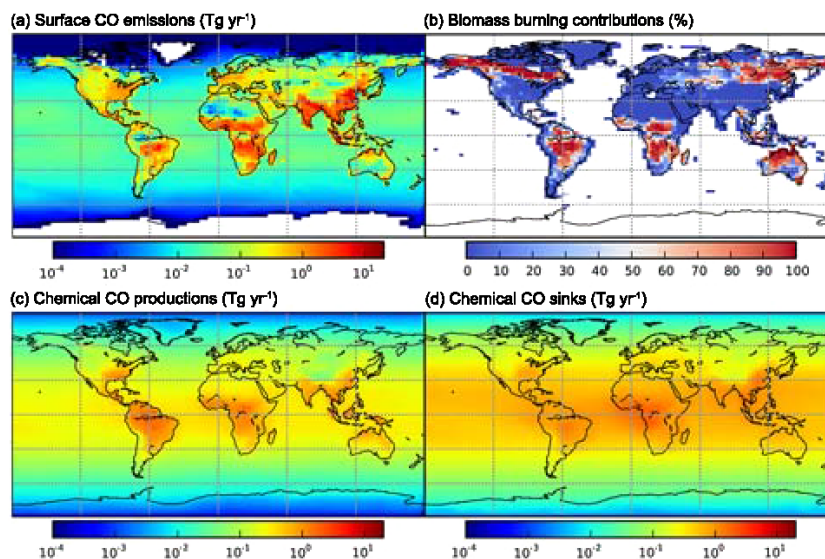 (a) Surface CO emissions (Tg yr⁻¹)
(b) Biomass burning contributions (%)
10⁻⁴ 10⁻³ 10⁻² 10⁻¹ 10⁰ 10¹
0 10 20 30 40 50 60 70 80 90 100
(c) Chemical CO productions (Tg yr⁻¹)
(d) Chemical CO sinks (Tg yr⁻¹)
10⁻⁴ 10⁻³ 10⁻² 10⁻¹ 10⁰ 10¹
10⁻⁴ 10⁻³ 10⁻² 10⁻¹ 10⁰ 10¹